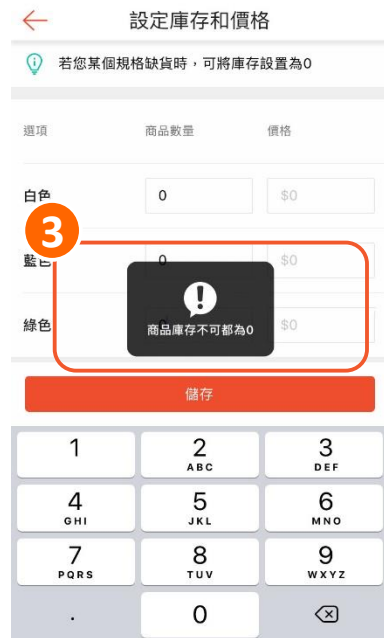 設定庫存和價格
若您某個規格缺貨時，可將庫存設置為0
選項 商品數量 價格
白色 0 $0
3
藍色 0 $0
商品庫存不可都為0
綠色 $0
儲存
1 2 3
ABC DEF
4 5 6
GHI JKL MNO
7 8 9
PQRS TUV WXYZ
. 0